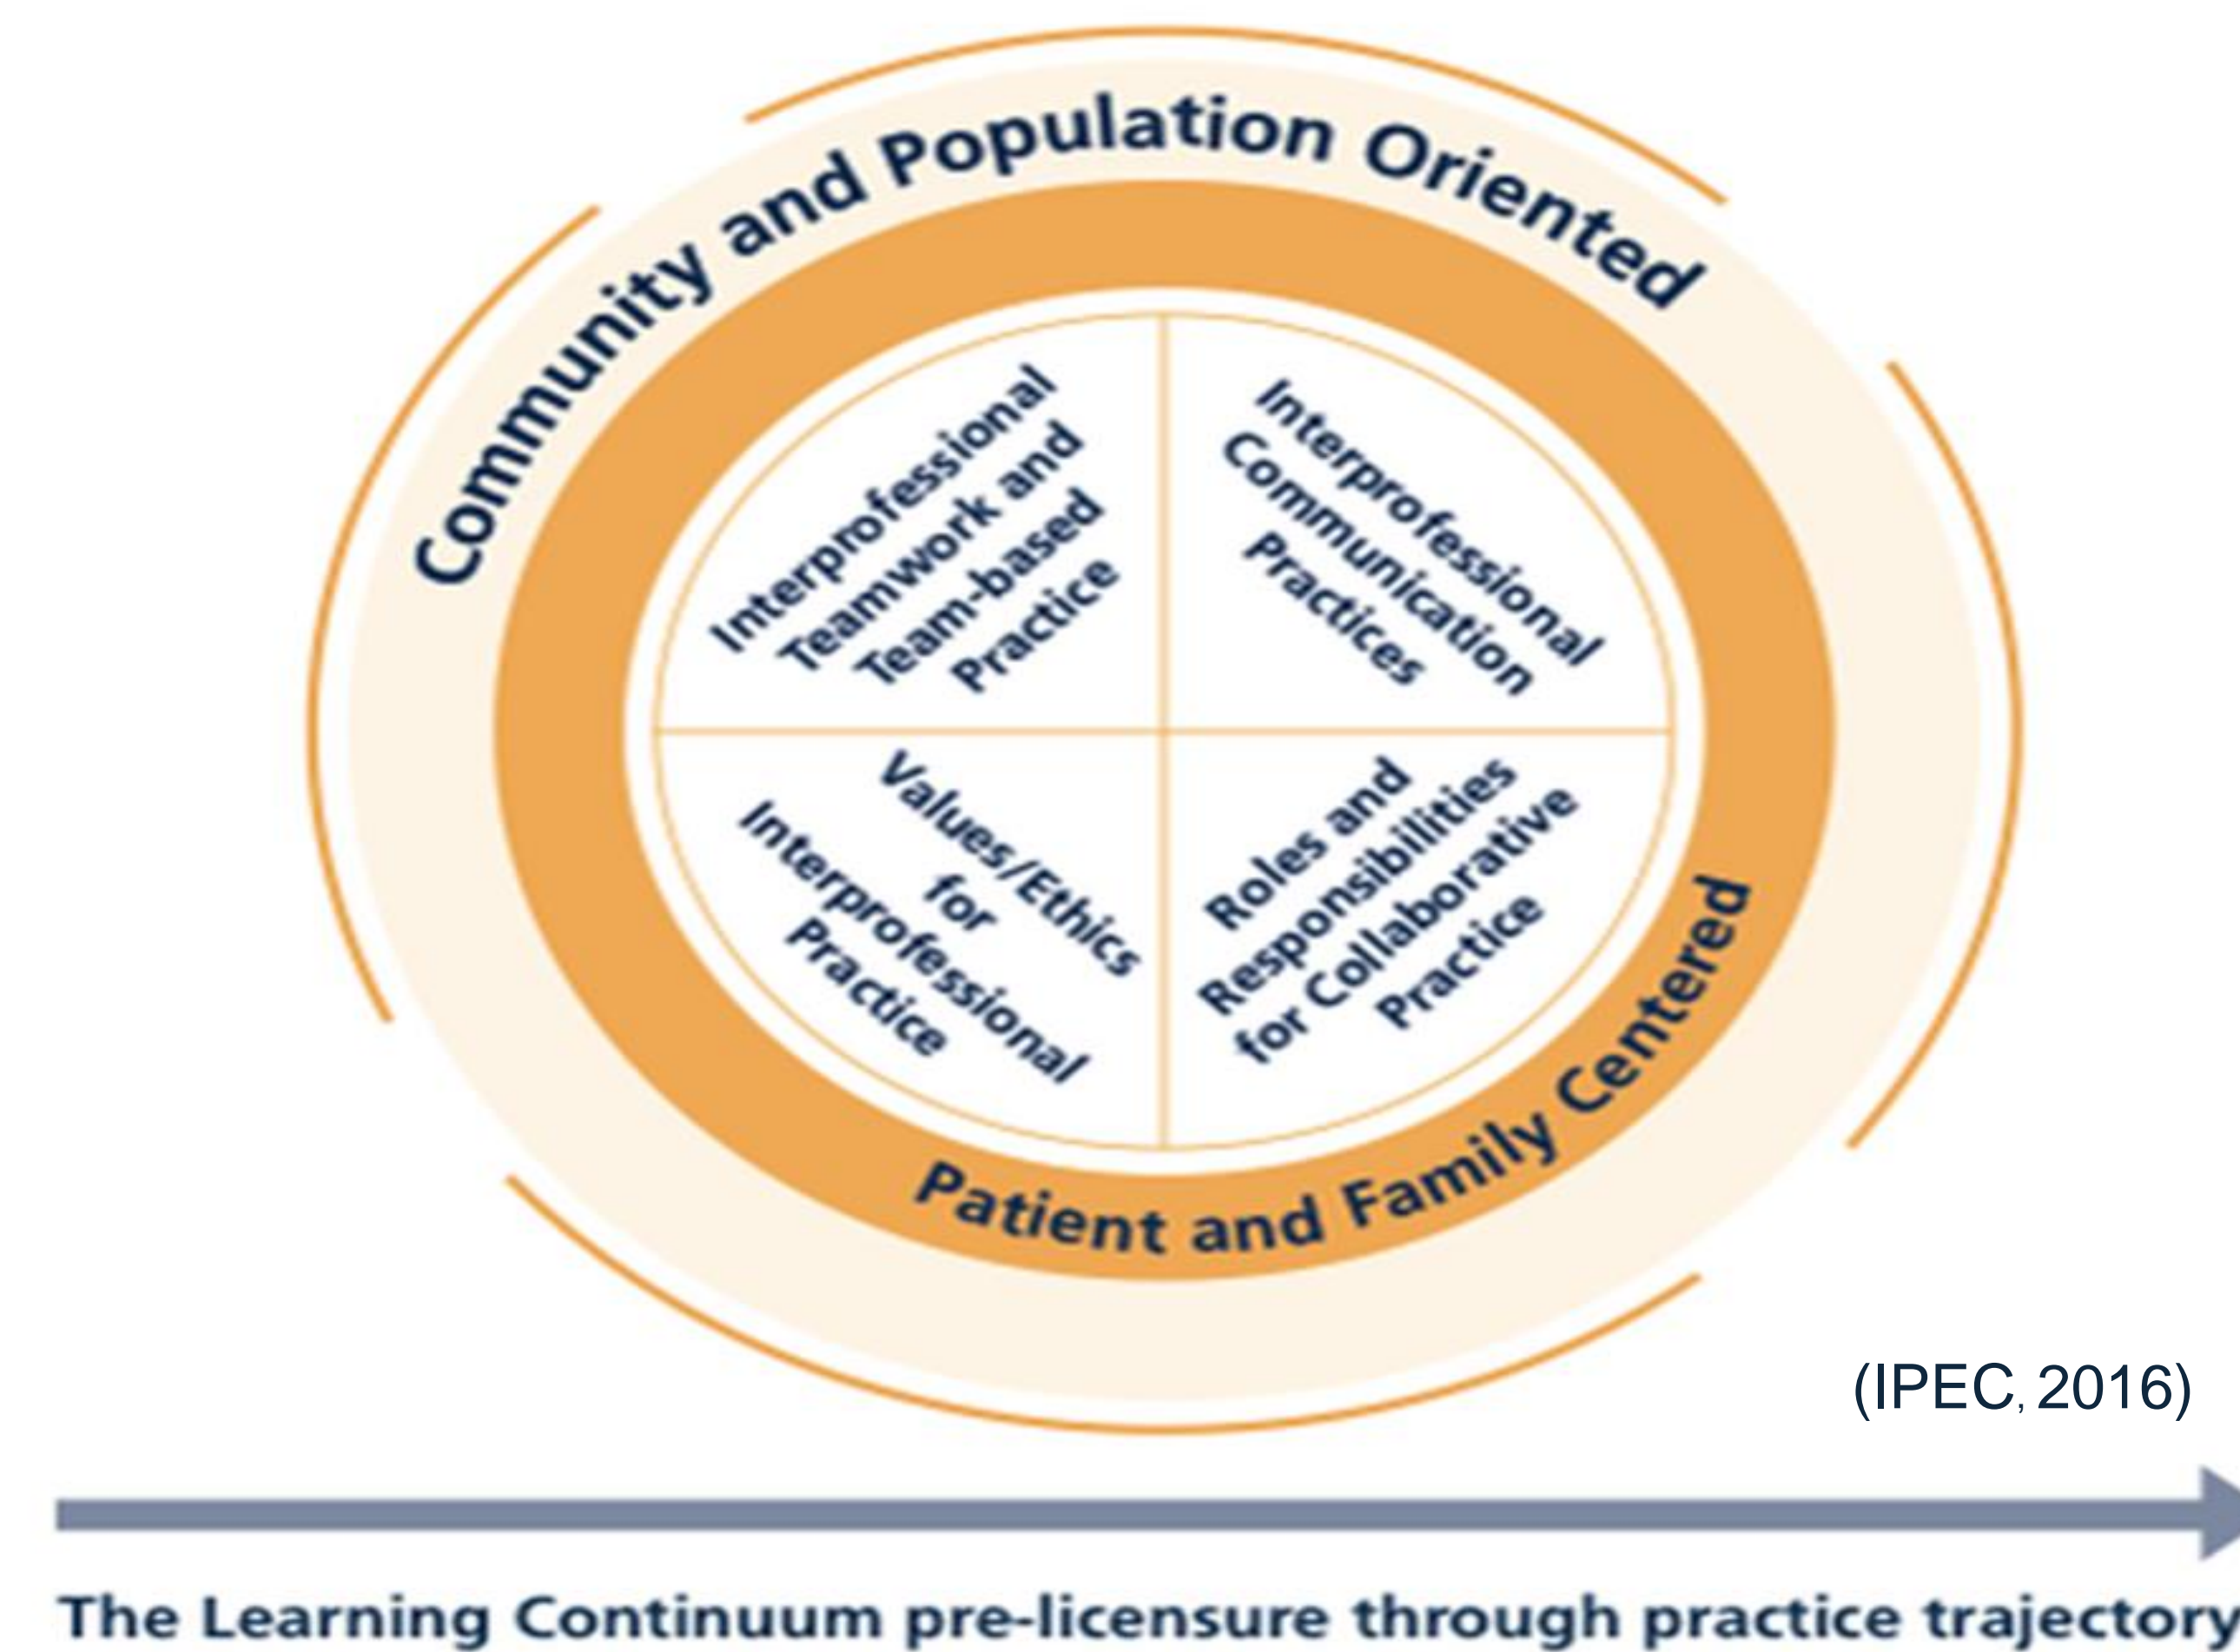 Community and Population Oriented
Interprofessional
Teamwork and
Team-based
Practice
Interprofessional
Communication
Practices
Values/Ethics
for
Interprofessional
Practice
Roles and
Responsibilities
for Collaborative
Practice
Patient and Family Centered
(IPEC, 2016)
The Learning Continuum pre-licensure through practice trajectory